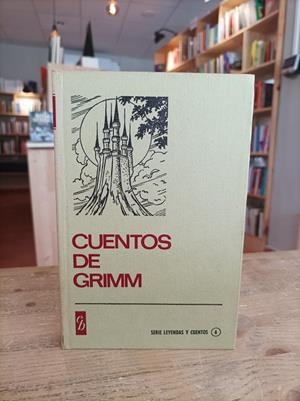 CUENTOS
DE
GRIMM
SERIE LEYENDAS Y CUENTOS 4